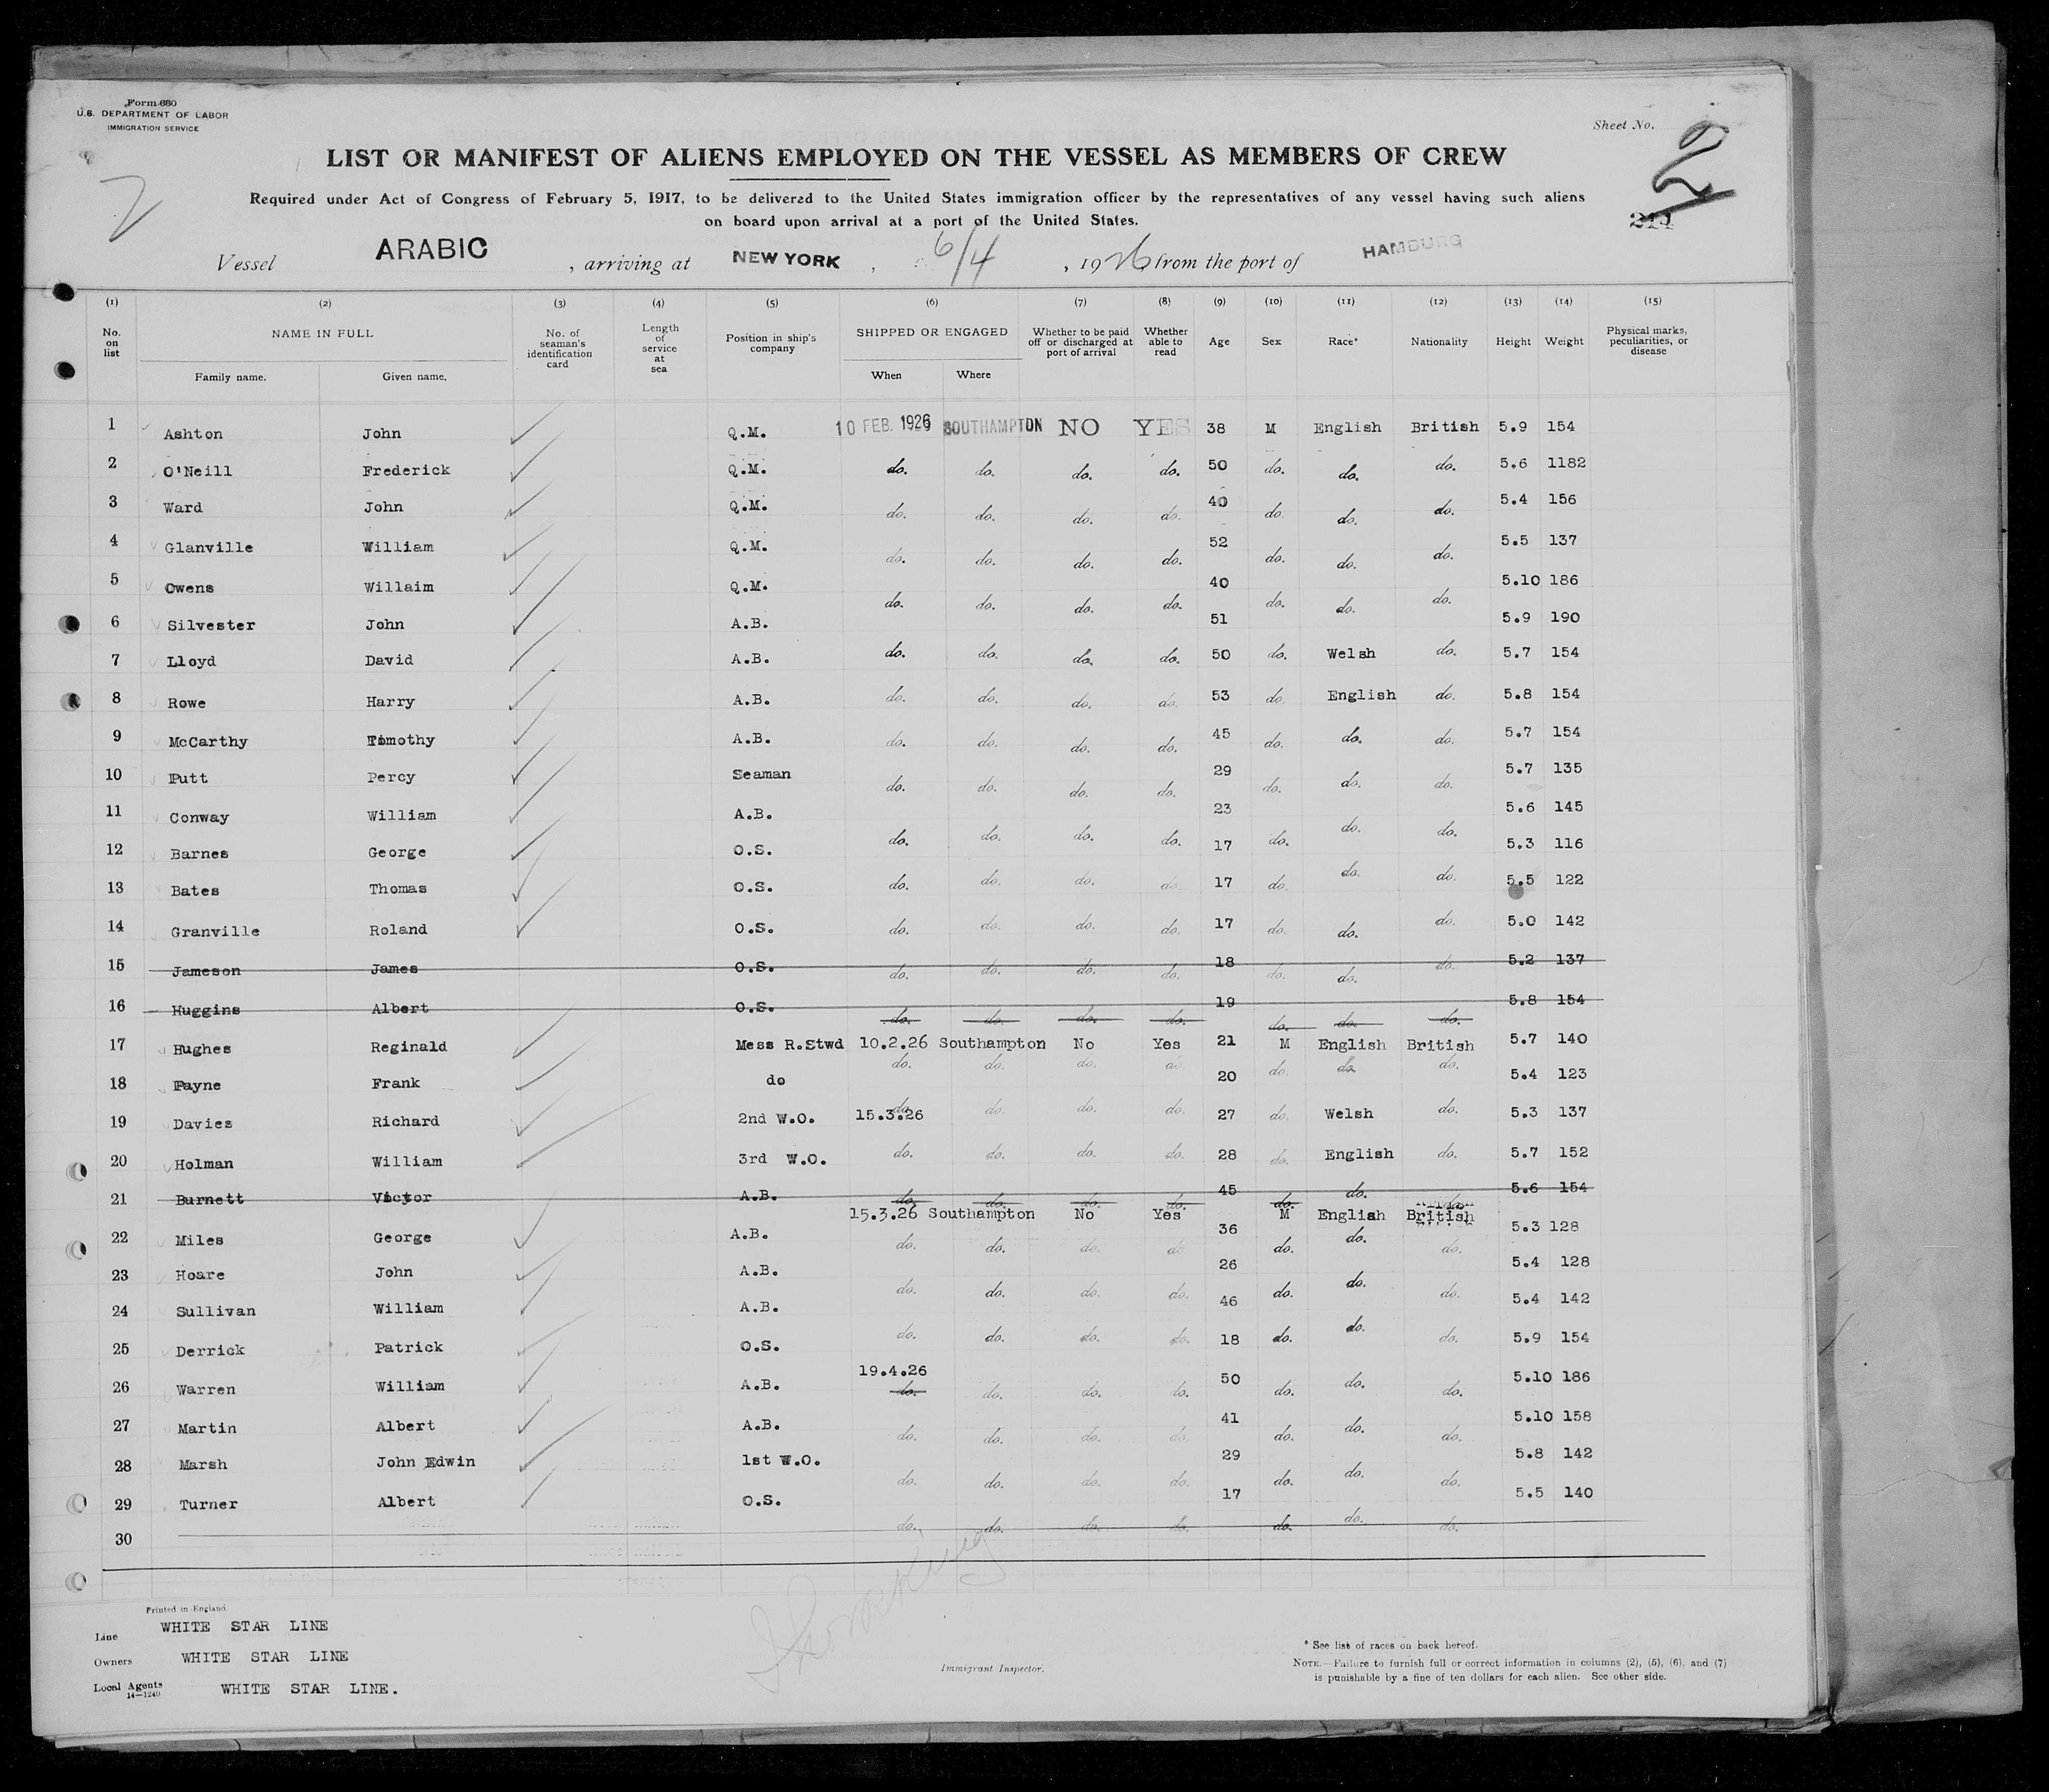 Form 680
U.S. DEPARTMENT OF LABOR
IMMIGRATION SERVICE
Sheet No. 2
LIST OR MANIFEST OF ALIENS EMPLOYED ON THE VESSEL AS MEMBERS OF CREW
Required under Act of Congress of February 5, 1917, to be delivered to the United States immigration officer by the representatives of any vessel having such aliens
on board upon arrival at a port of the United States.
Vessel ARABIC , arriving at NEW YORK , 6/4 , 1926, from the port of HAMBURG
(1) (2) (3) (4) (5) (6) (7) (8) (9) (10) (11) (12) (13) (14) (15)
No. on list NAME IN FULL Family name. Given name. No. of seaman's identification card Length of service at sea Position in ship's company SHIPPED OR ENGAGED When Where Whether to be paid off or discharged at port of arrival Whether able to read Age Sex Race* Nationality Height Weight Physical marks, peculiarities, or disease
1 Ashton John Q.M. 10 FEB. 1926 SOUTHAMPTON NO YES 38 M English British 5.9 154
2 O'Neill Frederick Q.M. do. do. do. do. 50 do. do. do. 5.6 1182
3 Ward John Q.M. do. do. do. do. 40 do. do. do. 5.4 156
4 Glanville William Q.M. do. do. do. do. 52 do. do. do. 5.5 137
5 Owens Willaim Q.M. do. do. do. do. 40 do. do. do. 5.10 186
6 Silvester John A.B. 51 5.9 190
7 Lloyd David A.B. do. do. do. do. 50 do. Welsh do. 5.7 154
8 Rowe Harry A.B. do. do. do. do. 53 do. English do. 5.8 154
9 McCarthy Timothy A.B. do. do. do. do. 45 do. do. do. 5.7 154
10 Putt Percy Seaman do. do. do. do. 29 do. do. do. 5.7 135
11 Conway William A.B. 23 do. do. 5.6 145
12 Barnes George O.S. do. do. do. do. 17 do. 5.3 116
13 Bates Thomas O.S. do. do. do. do. 17 do. do. do. 5.5 122
14 Granville Roland O.S. do. do. do. do. 17 do. do. do. 5.0 142
15 Jameson James O.S. do. do. do. do. 18 do. do. do. 5.2 137
16 Huggins Albert O.S. do. do. do. do. 19 do. do. do. 5.8 154
17 Hughes Reginald Mess R.Stwd 10.2.26 Southampton No Yes 21 M English British 5.7 140
18 Payne Frank do do. do. do. do. 20 do. do. do. 5.4 123
19 Davies Richard 2nd W.O. do. 15.3.26 do. do. do. 27 do. Welsh do. 5.3 137
20 Holman William 3rd W.O. do. do. do. do. 28 do. English do. 5.7 152
21 Burnett Victor A.B. do. do. do. do. 45 do. do. do. 5.6 154
15.3.26 Southampton No Yes M English British
22 Miles George A.B. do. do. do. do. 36 do. do. do. 5.3 128
23 Hoare John A.B. do. do. do. do. 26 do. do. do. 5.4 128
24 Sullivan William A.B. 46 5.4 142
25 Derrick Patrick O.S. do. do. do. do. 18 do. do. do. 5.9 154
26 Warren William A.B. 19.4.26 do. do. do. do. 50 do. do. do. 5.10 186
27 Martin Albert A.B. do. do. do. do. 41 do. do. do. 5.10 158
28 Marsh John Edwin 1st W.O. do. do. do. do. 29 do. do. do. 5.8 142
29 Turner Albert O.S. 17 5.5 140
30 do. do. do. do. do. do. do.
Printed in England
Line WHITE STAR LINE
Owners WHITE STAR LINE
Local Agents WHITE STAR LINE.
14—1240
Immigrant Inspector.
* See list of races on back hereof.
NOTE.—Failure to furnish full or correct information in columns (2), (5), (6), and (7)
is punishable by a fine of ten dollars for each alien. See other side.